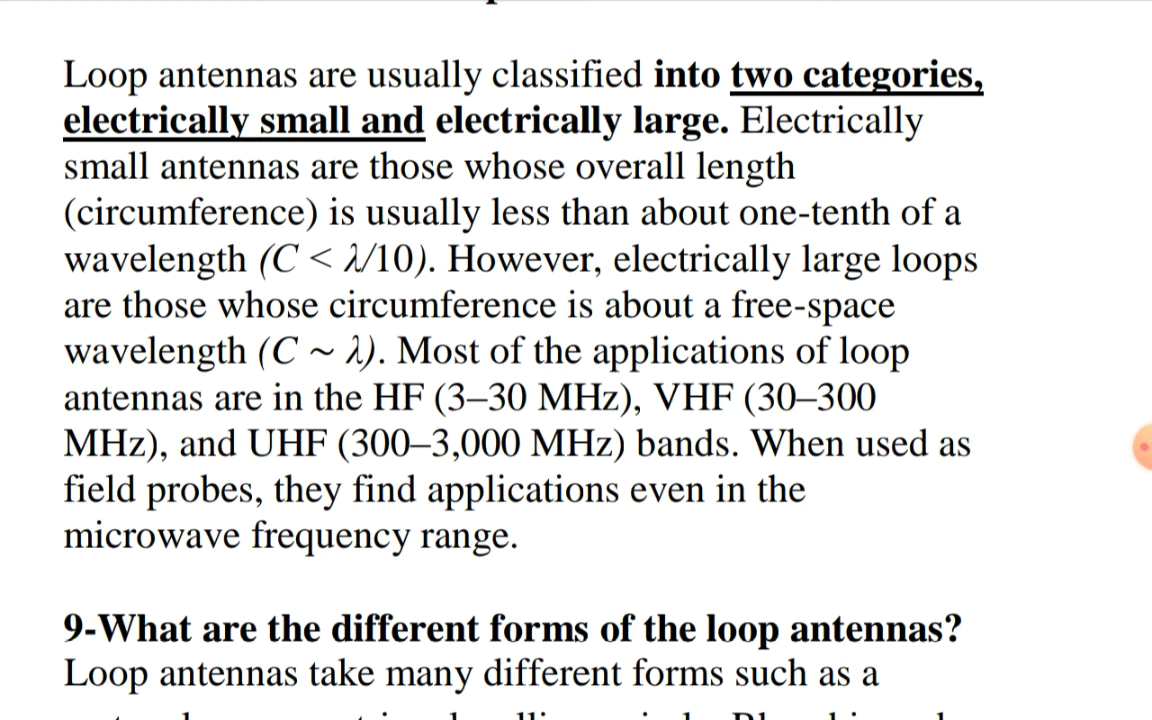 Loop antennas are usually classified into two categories,
electrically small and electrically large. Electrically
small antennas are those whose overall length
(circumference) is usually less than about one-tenth of a
wavelength (C < λ/10). However, electrically large loops
are those whose circumference is about a free-space
wavelength (C ~ λ). Most of the applications of loop
antennas are in the HF (3–30 MHz), VHF (30–300
MHz), and UHF (300–3,000 MHz) bands. When used as
field probes, they find applications even in the
microwave frequency range.
9-What are the different forms of the loop antennas?
Loop antennas take many different forms such as a